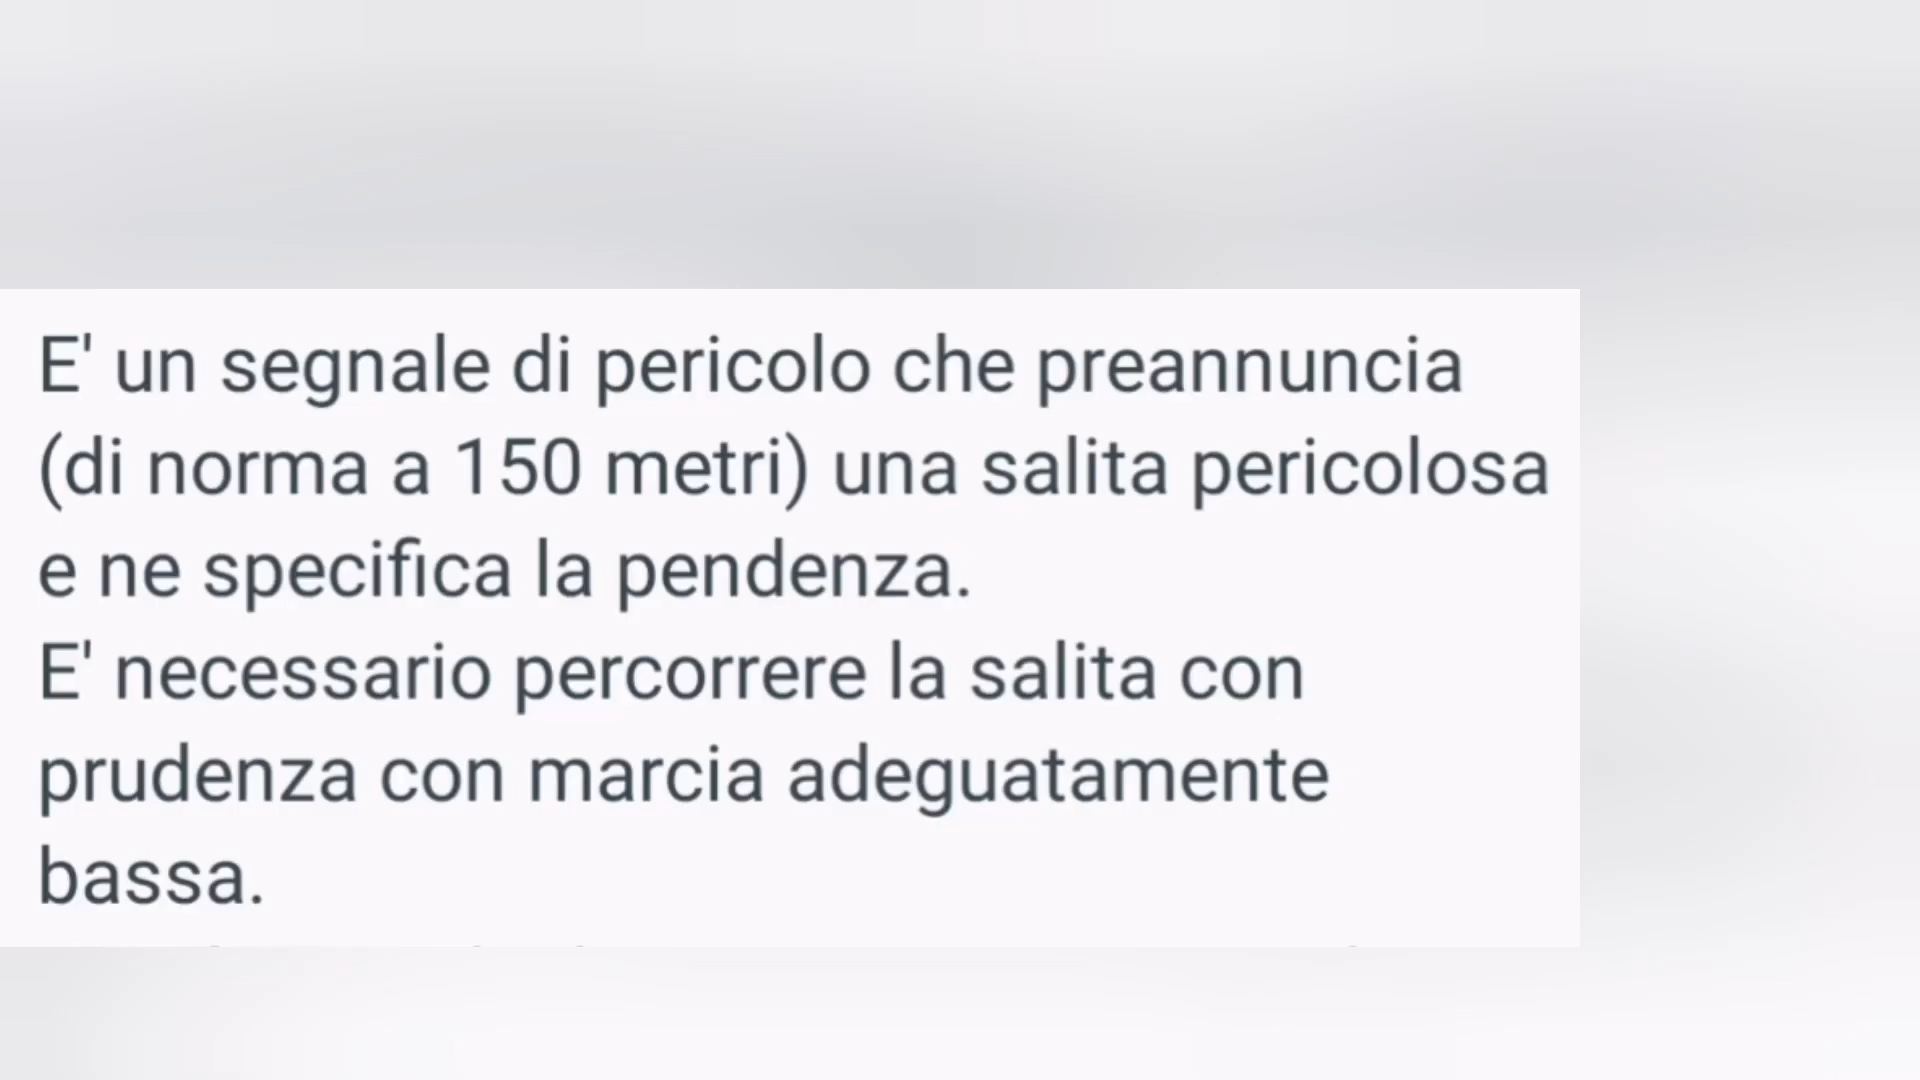 E' un segnale di pericolo che preannuncia
(di norma a 150 metri) una salita pericolosa
e ne specifica la pendenza.
E' necessario percorrere la salita con
prudenza con marcia adeguatamente
bassa.